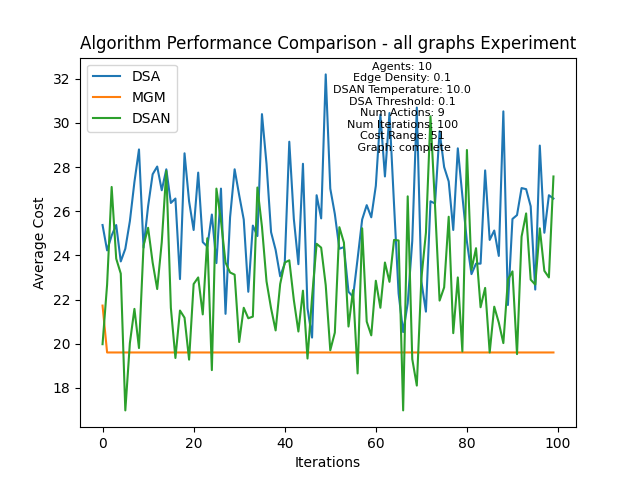 Algorithm Performance Comparison - all graphs Experiment
DSA
MGM
DSAN
Agents: 10
Edge Density: 0.1
DSAN Temperature: 10.0
DSA Threshold: 0.1
Num Actions: 9
Num Iterations: 100
Cost Range: 51
Graph: complete
Average Cost
32
30
28
26
24
22
20
18
0
20
40
60
80
100
Iterations